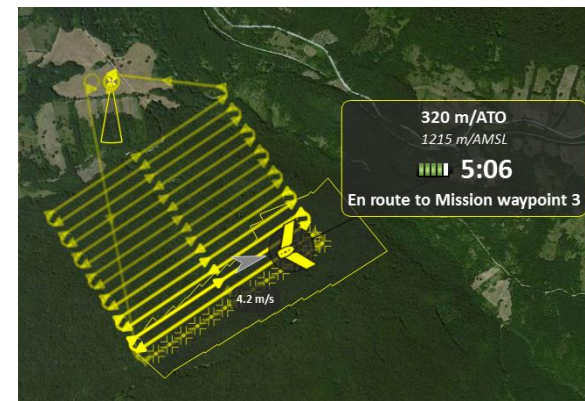 320 m/ATO
1215 m/AMSL
5:06
En route to Mission waypoint 3
4.2 m/s